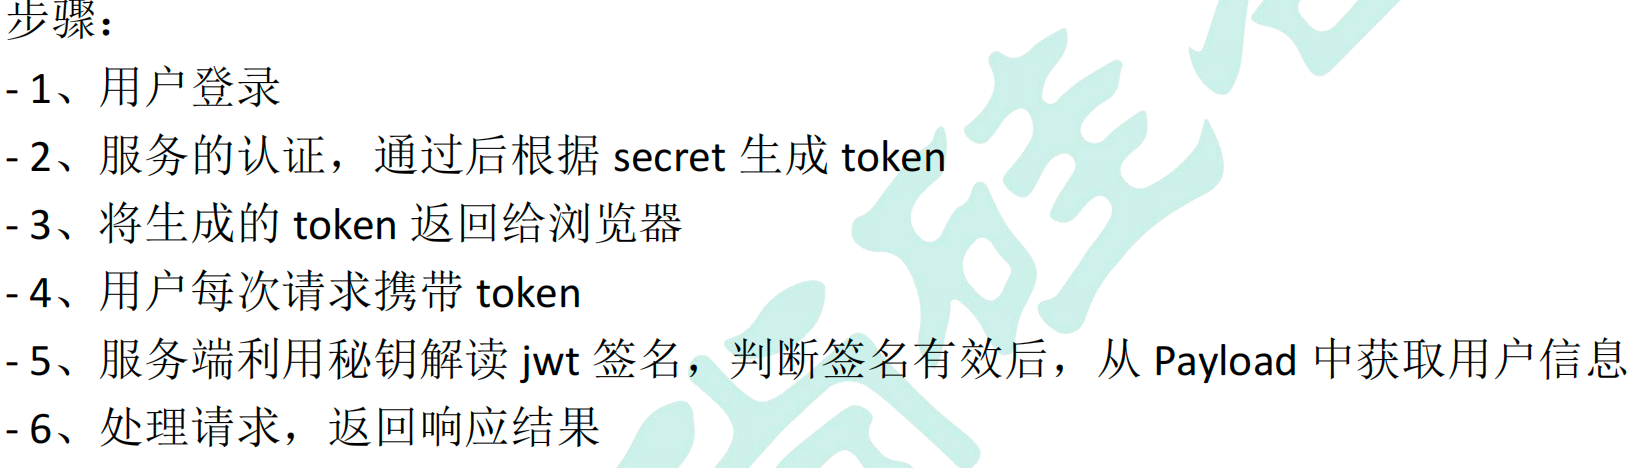 步骤：
- 1、用户登录
- 2、服务的认证，通过后根据 secret 生成 token
- 3、将生成的 token 返回给浏览器
- 4、用户每次请求携带 token
- 5、服务端利用秘钥解读 jwt 签名，判断签名有效后，从 Payload 中获取用户信息
- 6、处理请求，返回响应结果